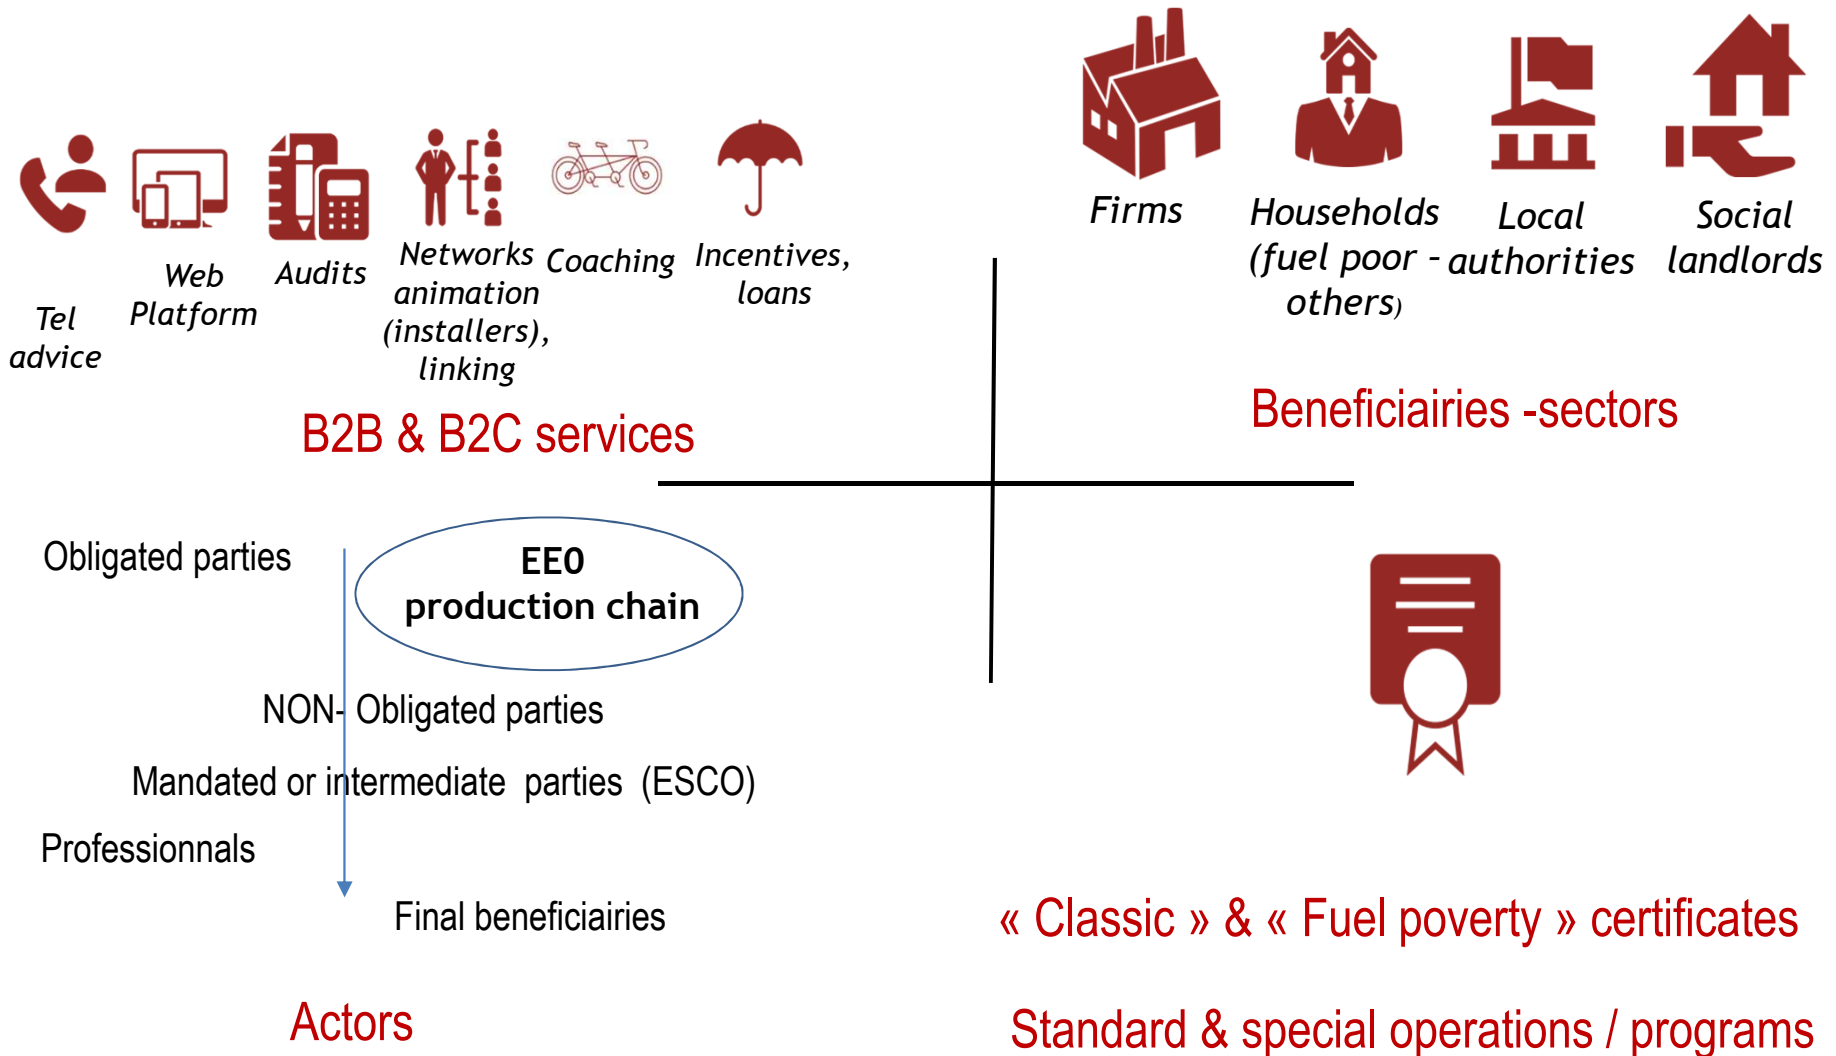 Tel
advice
Web
Platform
Audits
Networks
animation
(installers),
linking
Coaching
Incentives,
loans
B2B & B2C services
Firms
Households
(fuel poor –
others)
Local
authorities
Social
landlords
Beneficiairies -sectors
Obligated parties
EEO
production chain
NON- Obligated parties
Mandated or intermediate parties (ESCO)
Professionnals
Final beneficiairies
Actors
« Classic » & « Fuel poverty » certificates
Standard & special operations / programs